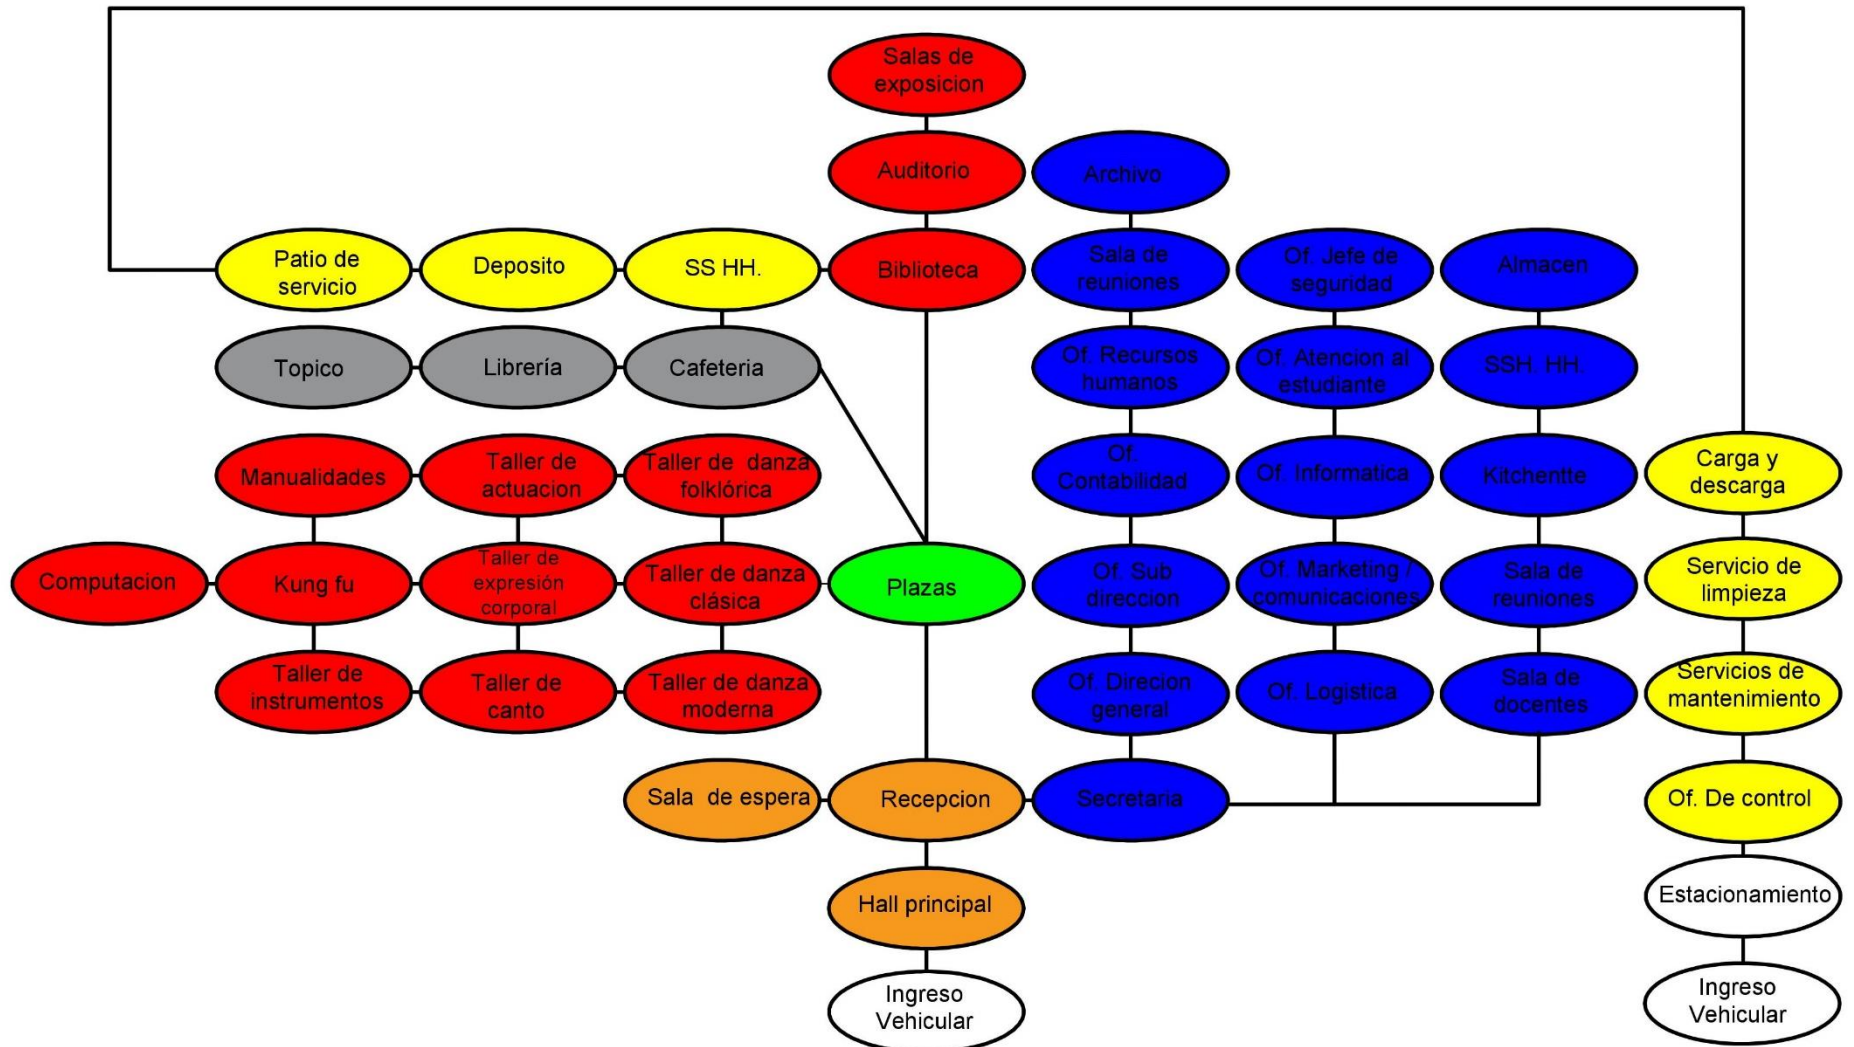 Salas de
exposicion
Auditorio
Archivo
Patio de
servicio
Deposito
SS HH.
Biblioteca
Sala de
reuniones
Of. Jefe de
seguridad
Almacen
Topico
Librería
Cafeteria
Of. Recursos
humanos
Of. Atencion al
estudiante
SSH. HH.
Manualidades
Taller de
actuacion
Taller de danza
folklórica
Of.
Contabilidad
Of. Informatica
Kitchentte
Carga y
descarga
Computacion
Kung fu
Taller de
expresión
corporal
Taller de danza
clásica
Plazas
Of. Sub
direccion
Of. Marketing /
comunicaciones
Sala de
reuniones
Servicio de
limpieza
Taller de
instrumentos
Taller de
canto
Taller de danza
moderna
Of. Direcion
general
Of. Logistica
Sala de
docentes
Servicios de
mantenimiento
Sala de espera
Recepcion
Secretaria
Of. De control
Hall principal
Estacionamiento
Ingreso
Vehicular
Ingreso
Vehicular